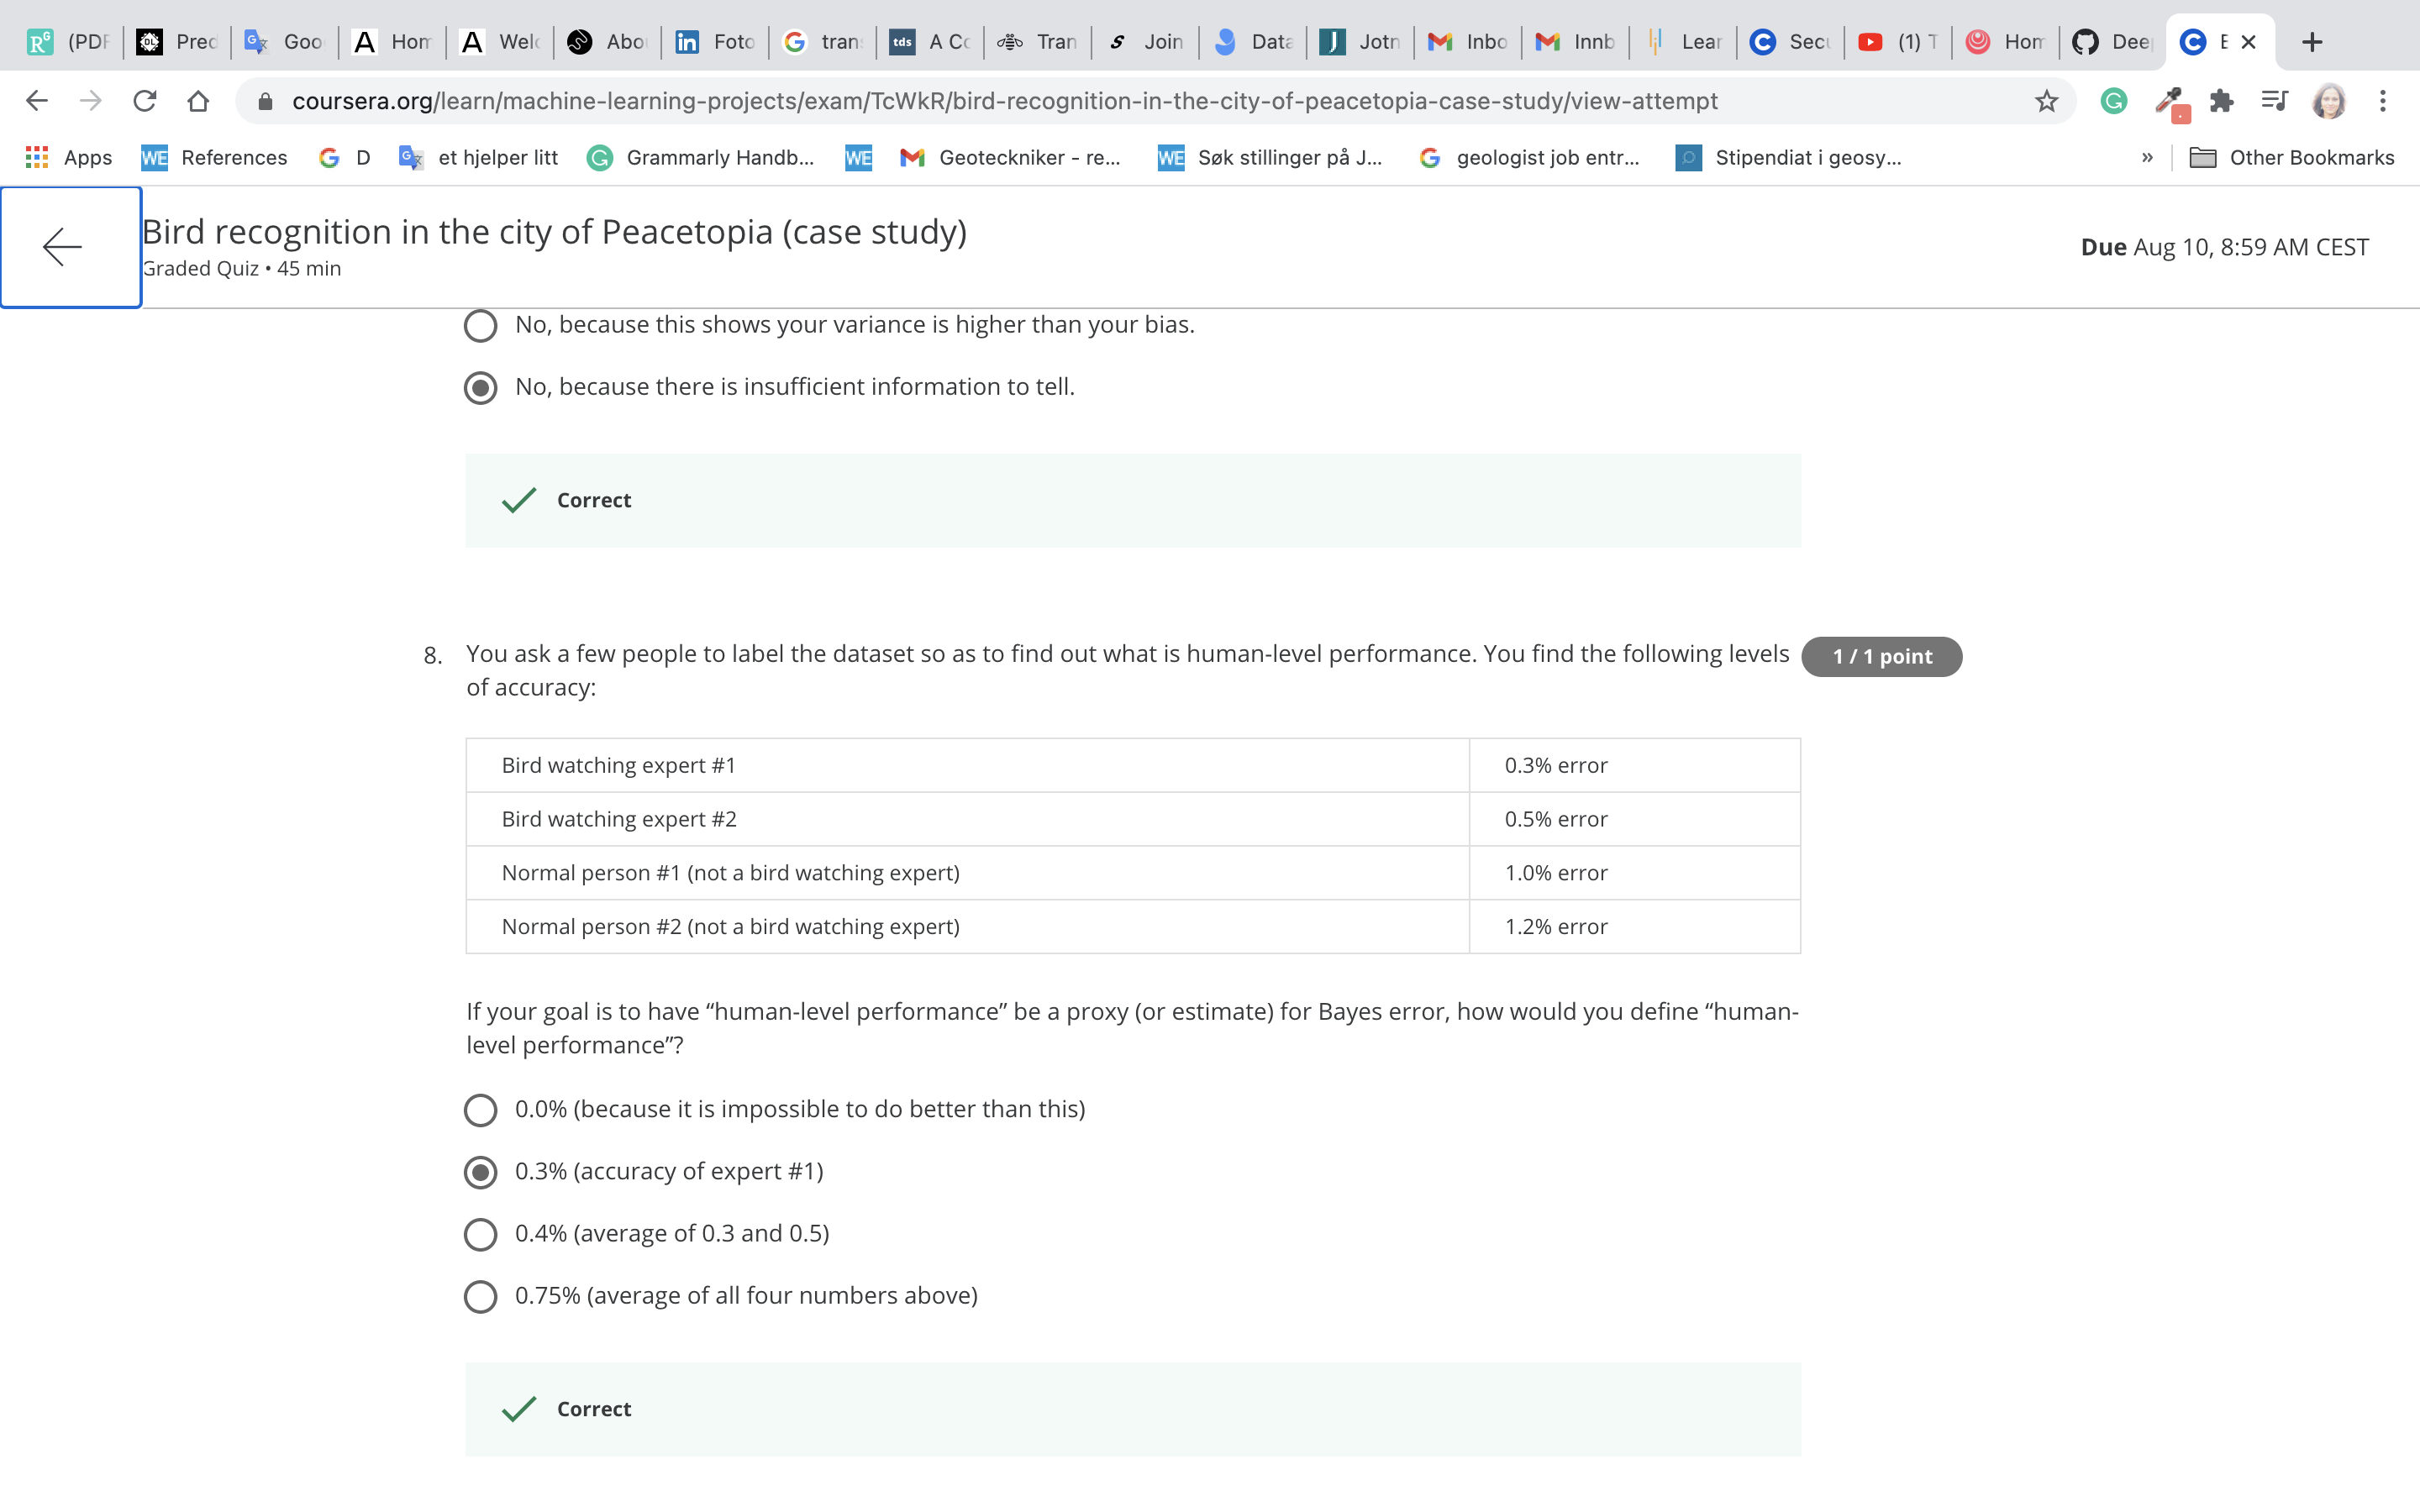 (PDF Pred Goo Hom Welc Abo Foto tran A Co Tran Join Data Jotn Inbo Innb Lear Secu (1) T Hom Dee
coursera.org/learn/machine-learning-projects/exam/TcWkR/bird-recognition-in-the-city-of-peacetopia-case-study/view-attempt
Apps References D et hjelper litt Grammarly Handb... WE Geoteckniker - re... WE Søk stillinger på J... geologist job entr... Stipendiat i geosy... » Other Bookmarks
Bird recognition in the city of Peacetopia (case study)
Graded Quiz • 45 min
Due Aug 10, 8:59 AM CEST
No, because this shows your variance is higher than your bias.
No, because there is insufficient information to tell.
Correct
8. You ask a few people to label the dataset so as to find out what is human-level performance. You find the following levels
of accuracy:
1 / 1 point
Bird watching expert #1 0.3% error
Bird watching expert #2 0.5% error
Normal person #1 (not a bird watching expert) 1.0% error
Normal person #2 (not a bird watching expert) 1.2% error
If your goal is to have “human-level performance” be a proxy (or estimate) for Bayes error, how would you define “human-
level performance”?
0.0% (because it is impossible to do better than this)
0.3% (accuracy of expert #1)
0.4% (average of 0.3 and 0.5)
0.75% (average of all four numbers above)
Correct